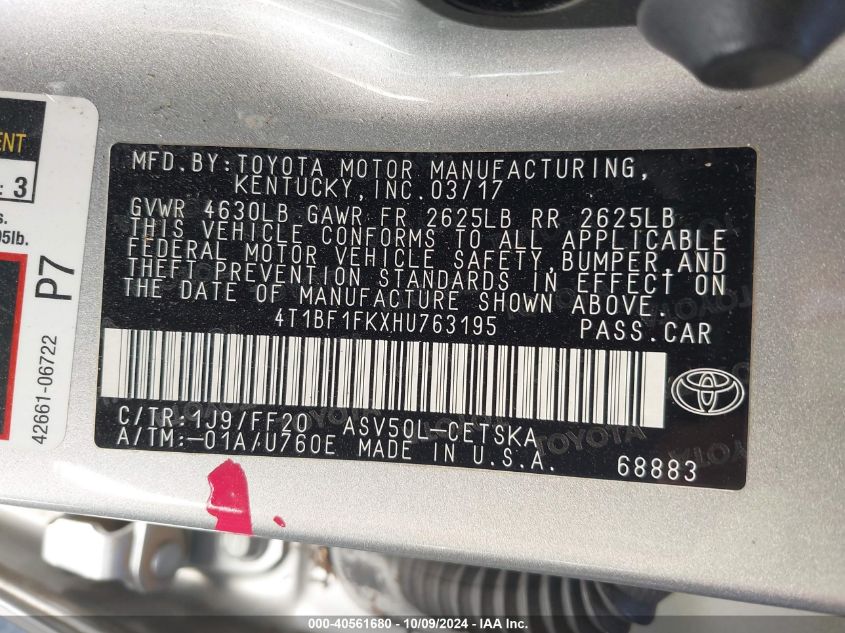 MFD.BY:TOYOTA MOTOR MANUFACTURING,
KENTUCKY,INC.03/17
GVWR 4630LB GAWR FR 2625LB RR 2625LB
THIS VEHICLE CONFORMS TO ALL APPLICABLE
FEDERAL MOTOR VEHICLE SAFETY,BUMPER,AND
THEFT PREVENTION STANDARDS IN EFFECT ON
THE DATE OF MANUFACTURE SHOWN ABOVE.
4T1BF1FKXHU763195 PASS.CAR
C/TR:1J9/FF20 ASV50L-CETSKA
A/TM:-01A/U760E MADE IN U.S.A. 68883
3
P7
42661-06722
000-40561680 - 10/09/2024 - IAAI.com